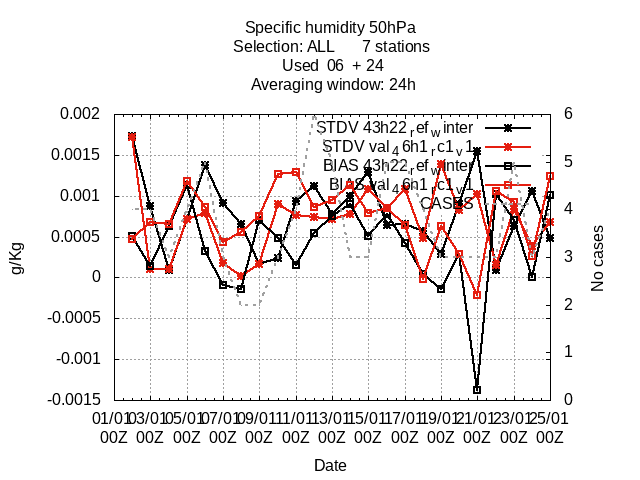 Specific humidity 50hPa
Selection: ALL 7 stations
Used 06 + 24
Averaging window: 24h
STDV 43h22_ref_winter
STDV val_46h1_rc1_v1
BIAS 43h22_ref_winter
BIAS val_46h1_rc1_v1
CASES
g/Kg
0.002
0.0015
0.001
0.0005
0
-0.0005
-0.001
-0.0015
No cases
6
5
4
3
2
1
0
01/01 03/01 05/01 07/01 09/01 11/01 13/01 15/01 17/01 19/01 21/01 23/01 25/01
00Z 00Z 00Z 00Z 00Z 00Z 00Z 00Z 00Z 00Z 00Z 00Z 00Z
Date